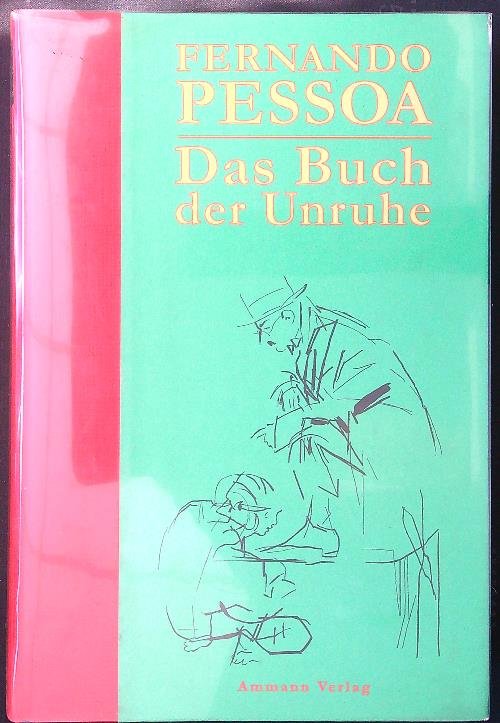 FERNANDO
PESSOA
Das Buch
der Unruhe
Ammann Verlag